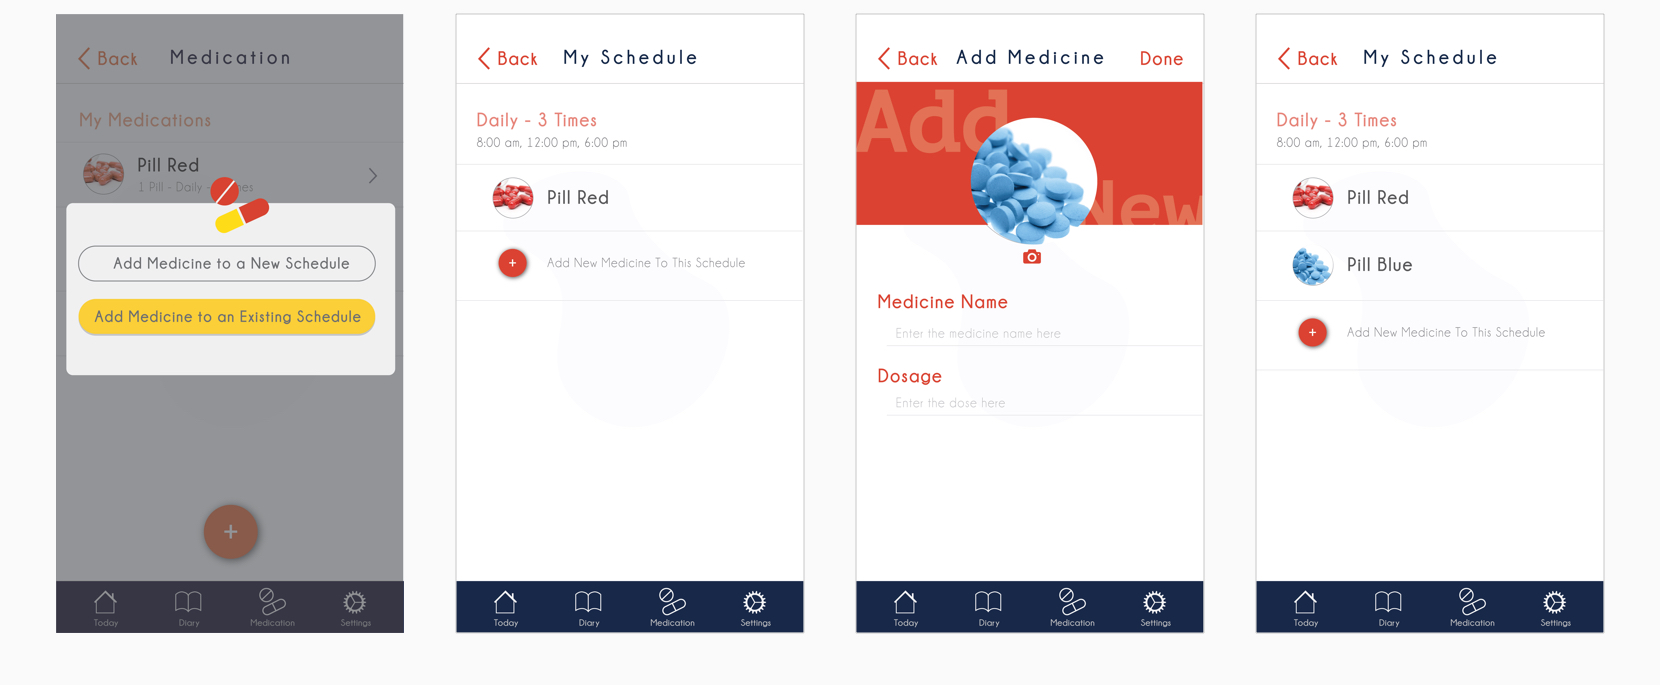 Back Medication
My Medications
Pill Red
1 Pill - Daily -
Add Medicine to a New Schedule
Add Medicine to an Existing Schedule
+
Today Diary Medication Settings
Back My Schedule
Daily - 3 Times
8:00 am, 12:00 pm, 6:00 pm
Pill Red
+ Add New Medicine To This Schedule
Today Diary Medication Settings
Back Add Medicine Done
Add
New
Medicine Name
Enter the medicine name here
Dosage
Enter the dose here
Today Diary Medication Settings
Back My Schedule
Daily - 3 Times
8:00 am, 12:00 pm, 6:00 pm
Pill Red
Pill Blue
+ Add New Medicine To This Schedule
Today Diary Medication Settings